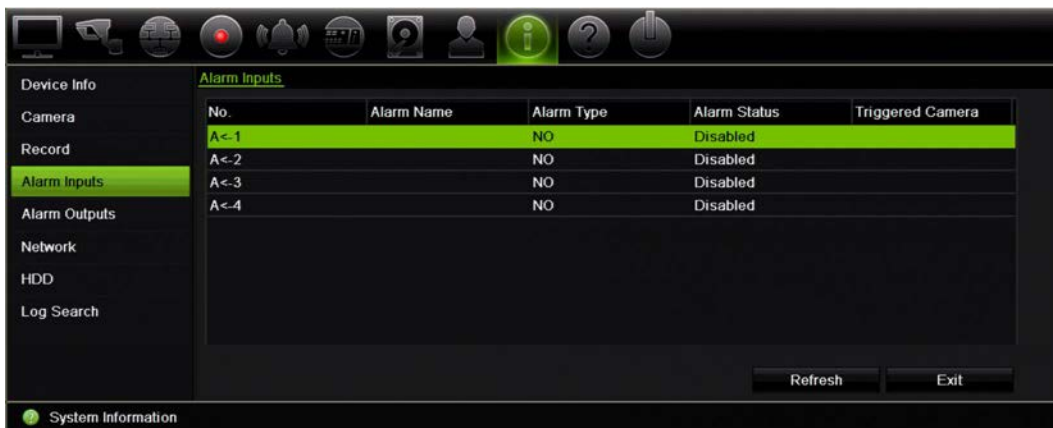 Device Info
Camera
Record
Alarm Inputs
Alarm Outputs
Network
HDD
Log Search
Alarm Inputs
No. Alarm Name Alarm Type Alarm Status Triggered Camera
A<-1 NO Disabled
A<-2 NO Disabled
A<-3 NO Disabled
A<-4 NO Disabled
Refresh Exit
System Information